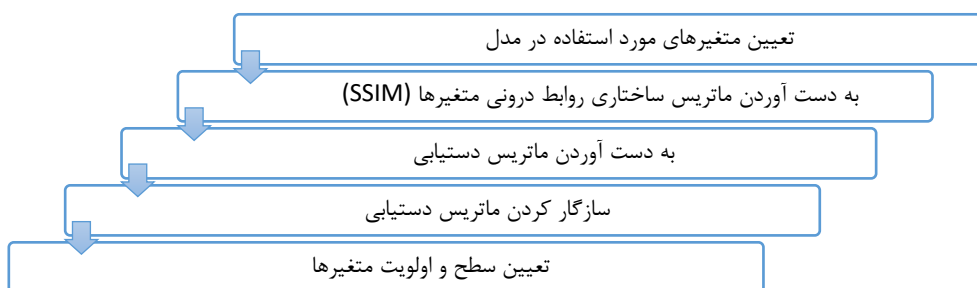 تعیین متغیرهای مورد استفاده در مدل
به دست آوردن ماتریس ساختاری روابط درونی متغیرها (SSIM)
به دست آوردن ماتریس دستیابی
سازگار کردن ماتریس دستیابی
تعیین سطح و اولویت متغیرها